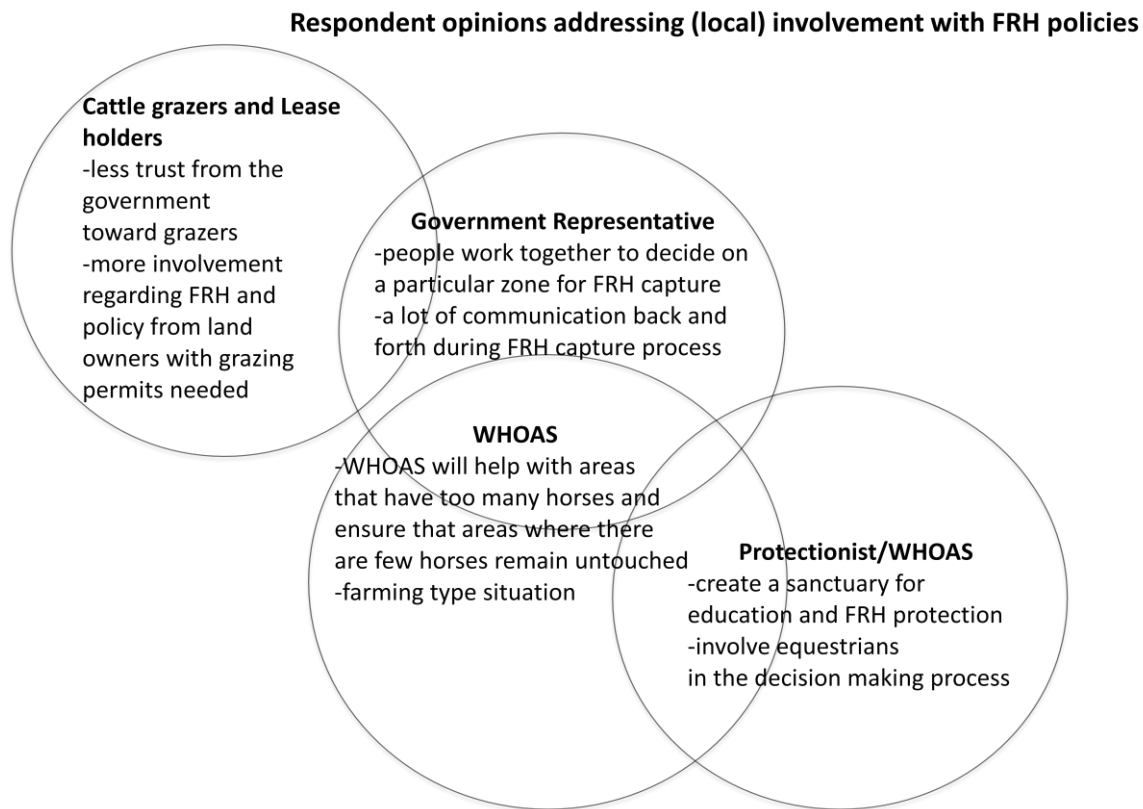 Respondent opinions addressing (local) involvement with FRH policies
Cattle grazers and Lease
holders
-less trust from the
government
toward grazers
-more involvement
regarding FRH and
policy from land
owners with grazing
permits needed
Government Representative
-people work together to decide on
a particular zone for FRH capture
-a lot of communication back and
forth during FRH capture process
WHOAS
-WHOAS will help with areas
that have too many horses and
ensure that areas where there
are few horses remain untouched
-farming type situation
Protectionist/WHOAS
-create a sanctuary for
education and FRH protection
-involve equestrians
in the decision making process